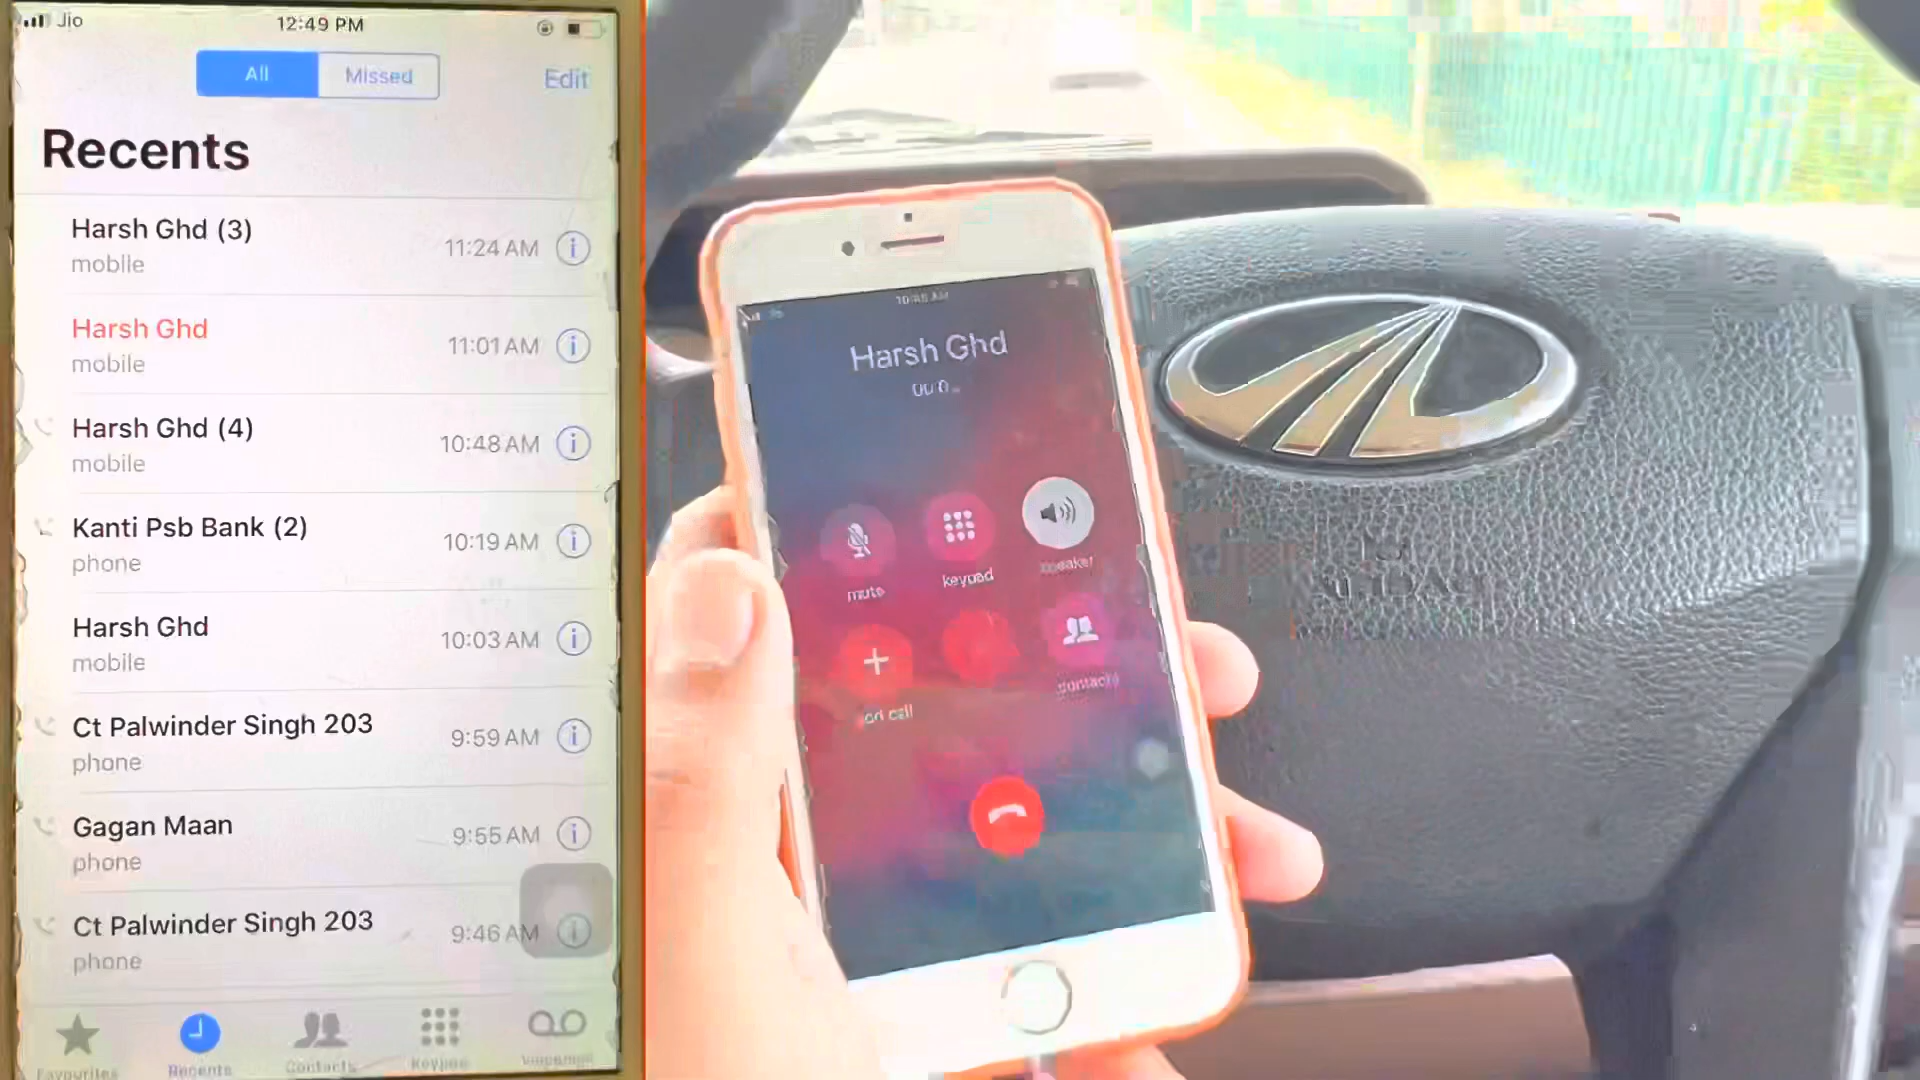 Jio
12:49 PM
All
Missed
Edit
Recents
Harsh Ghd (3)
mobile
11:24 AM
Harsh Ghd
mobile
11:01 AM
Harsh Ghd (4)
mobile
10:48 AM
Kanti Psb Bank (2)
phone
10:19 AM
Harsh Ghd
mobile
10:03 AM
Ct Palwinder Singh 203
phone
9:59 AM
Gagan Maan
phone
9:55 AM
Ct Palwinder Singh 203
phone
9:46 AM
Favourites
Recents
Contacts
Harsh Ghd
mute
keypad
speaker
call